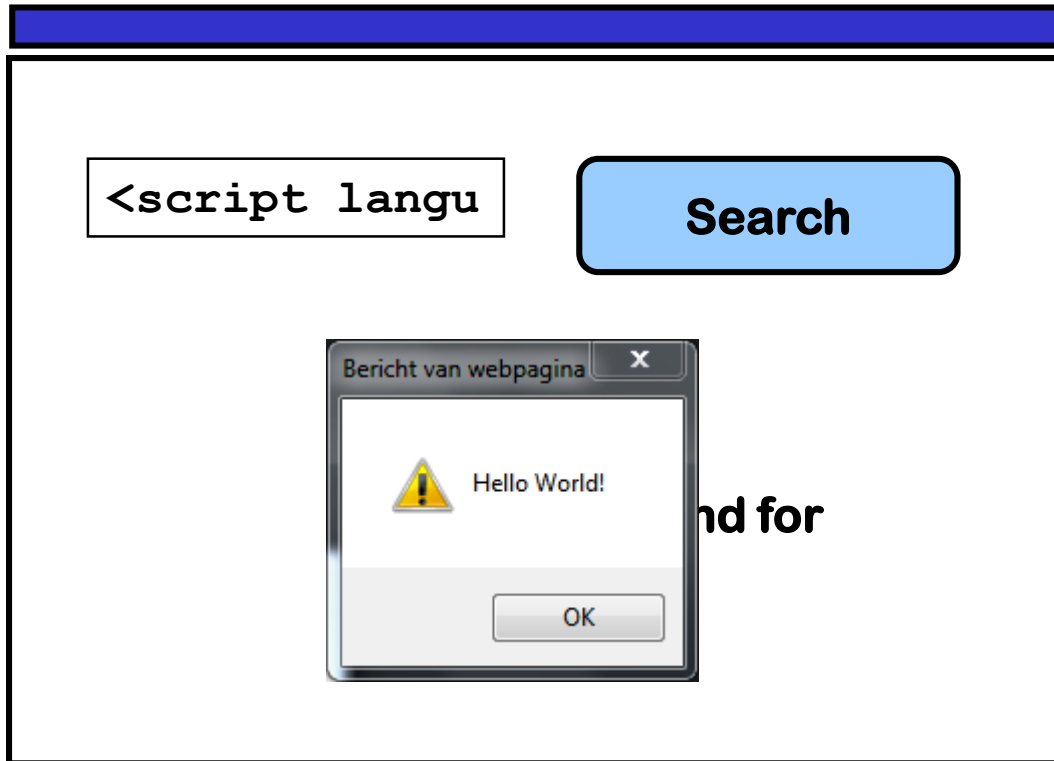 <script langu
Search
Bericht van webpagina
X
Hello World!
nd for
OK